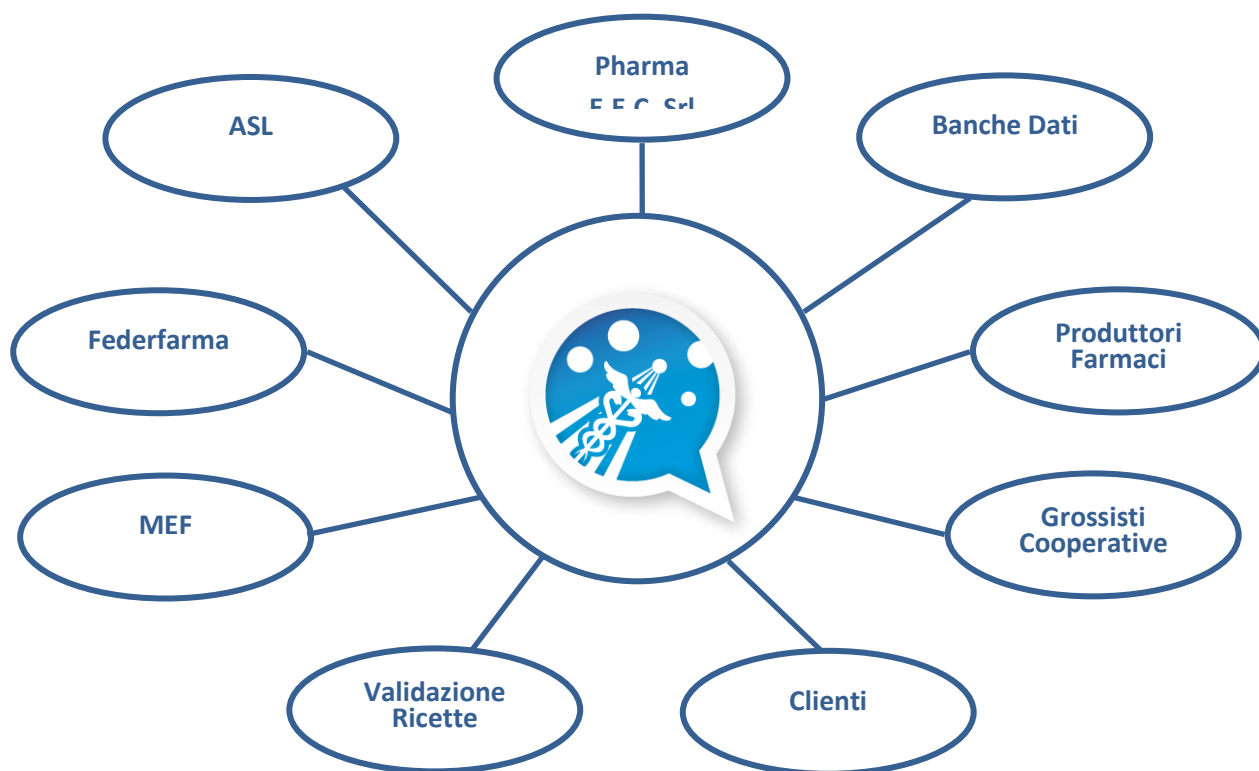 Pharma
ASL
Banche Dati
Federfarma
Produttori
Farmaci
MEF
Grossisti
Cooperative
Validazione
Ricette
Clienti